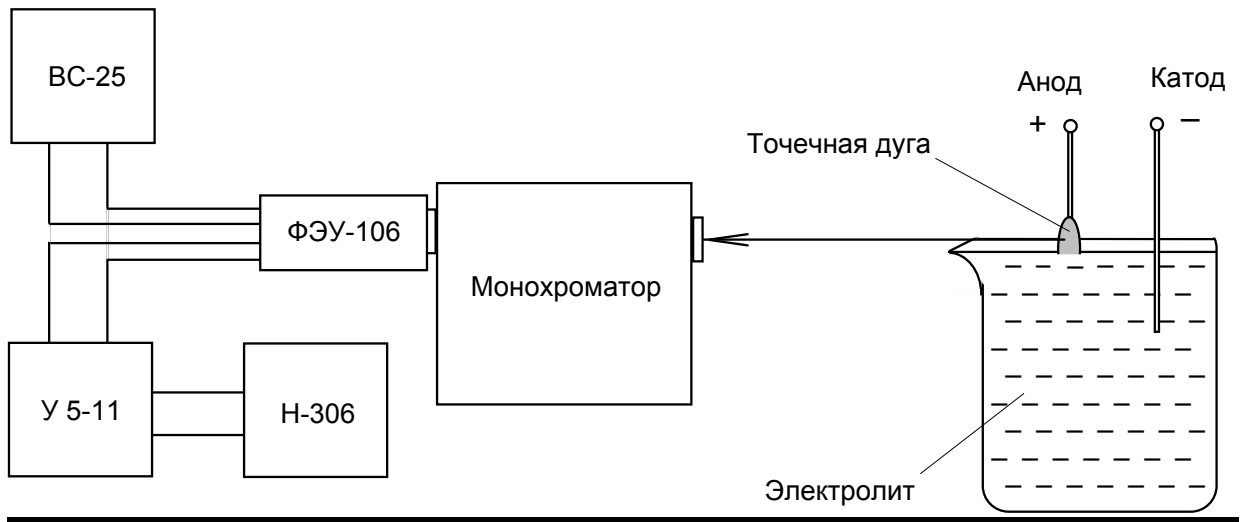 ВС-25
Анод
Катод
+
–
Точечная дуга
ФЭУ-106
Монохроматор
У 5-11
Н-306
Электролит